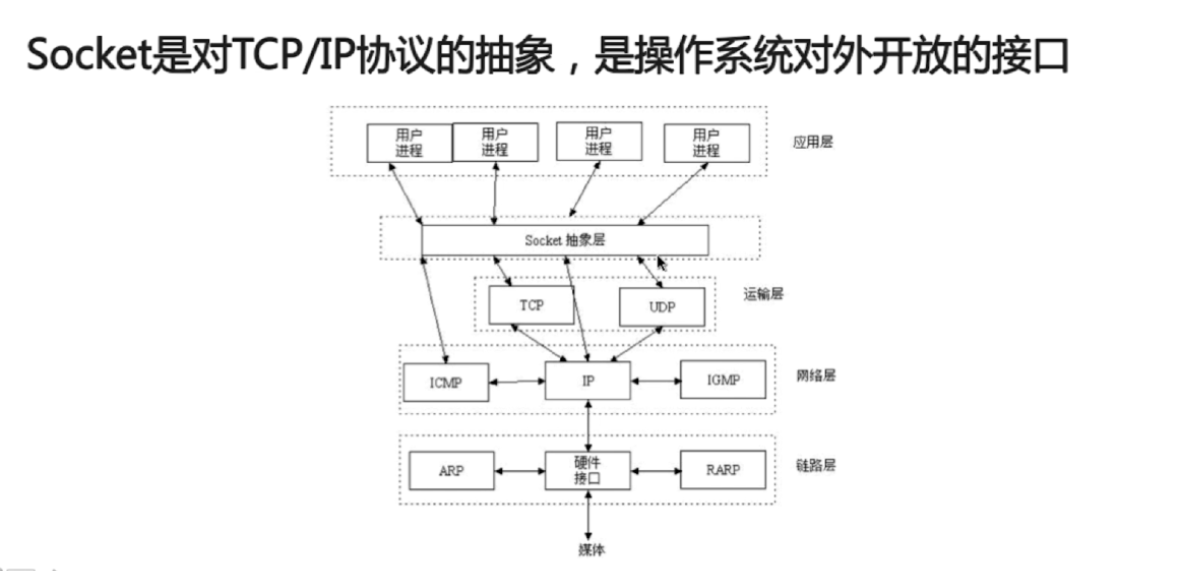 Socket是对TCP/IP协议的抽象，是操作系统对外开放的接口
用户
进程
用户
进程
用户
进程
用户
进程
应用层
Socket 抽象层
TCP
UDP
运输层
ICMP
IP
IGMP
网络层
ARP
硬件
接口
RARP
链路层
媒体